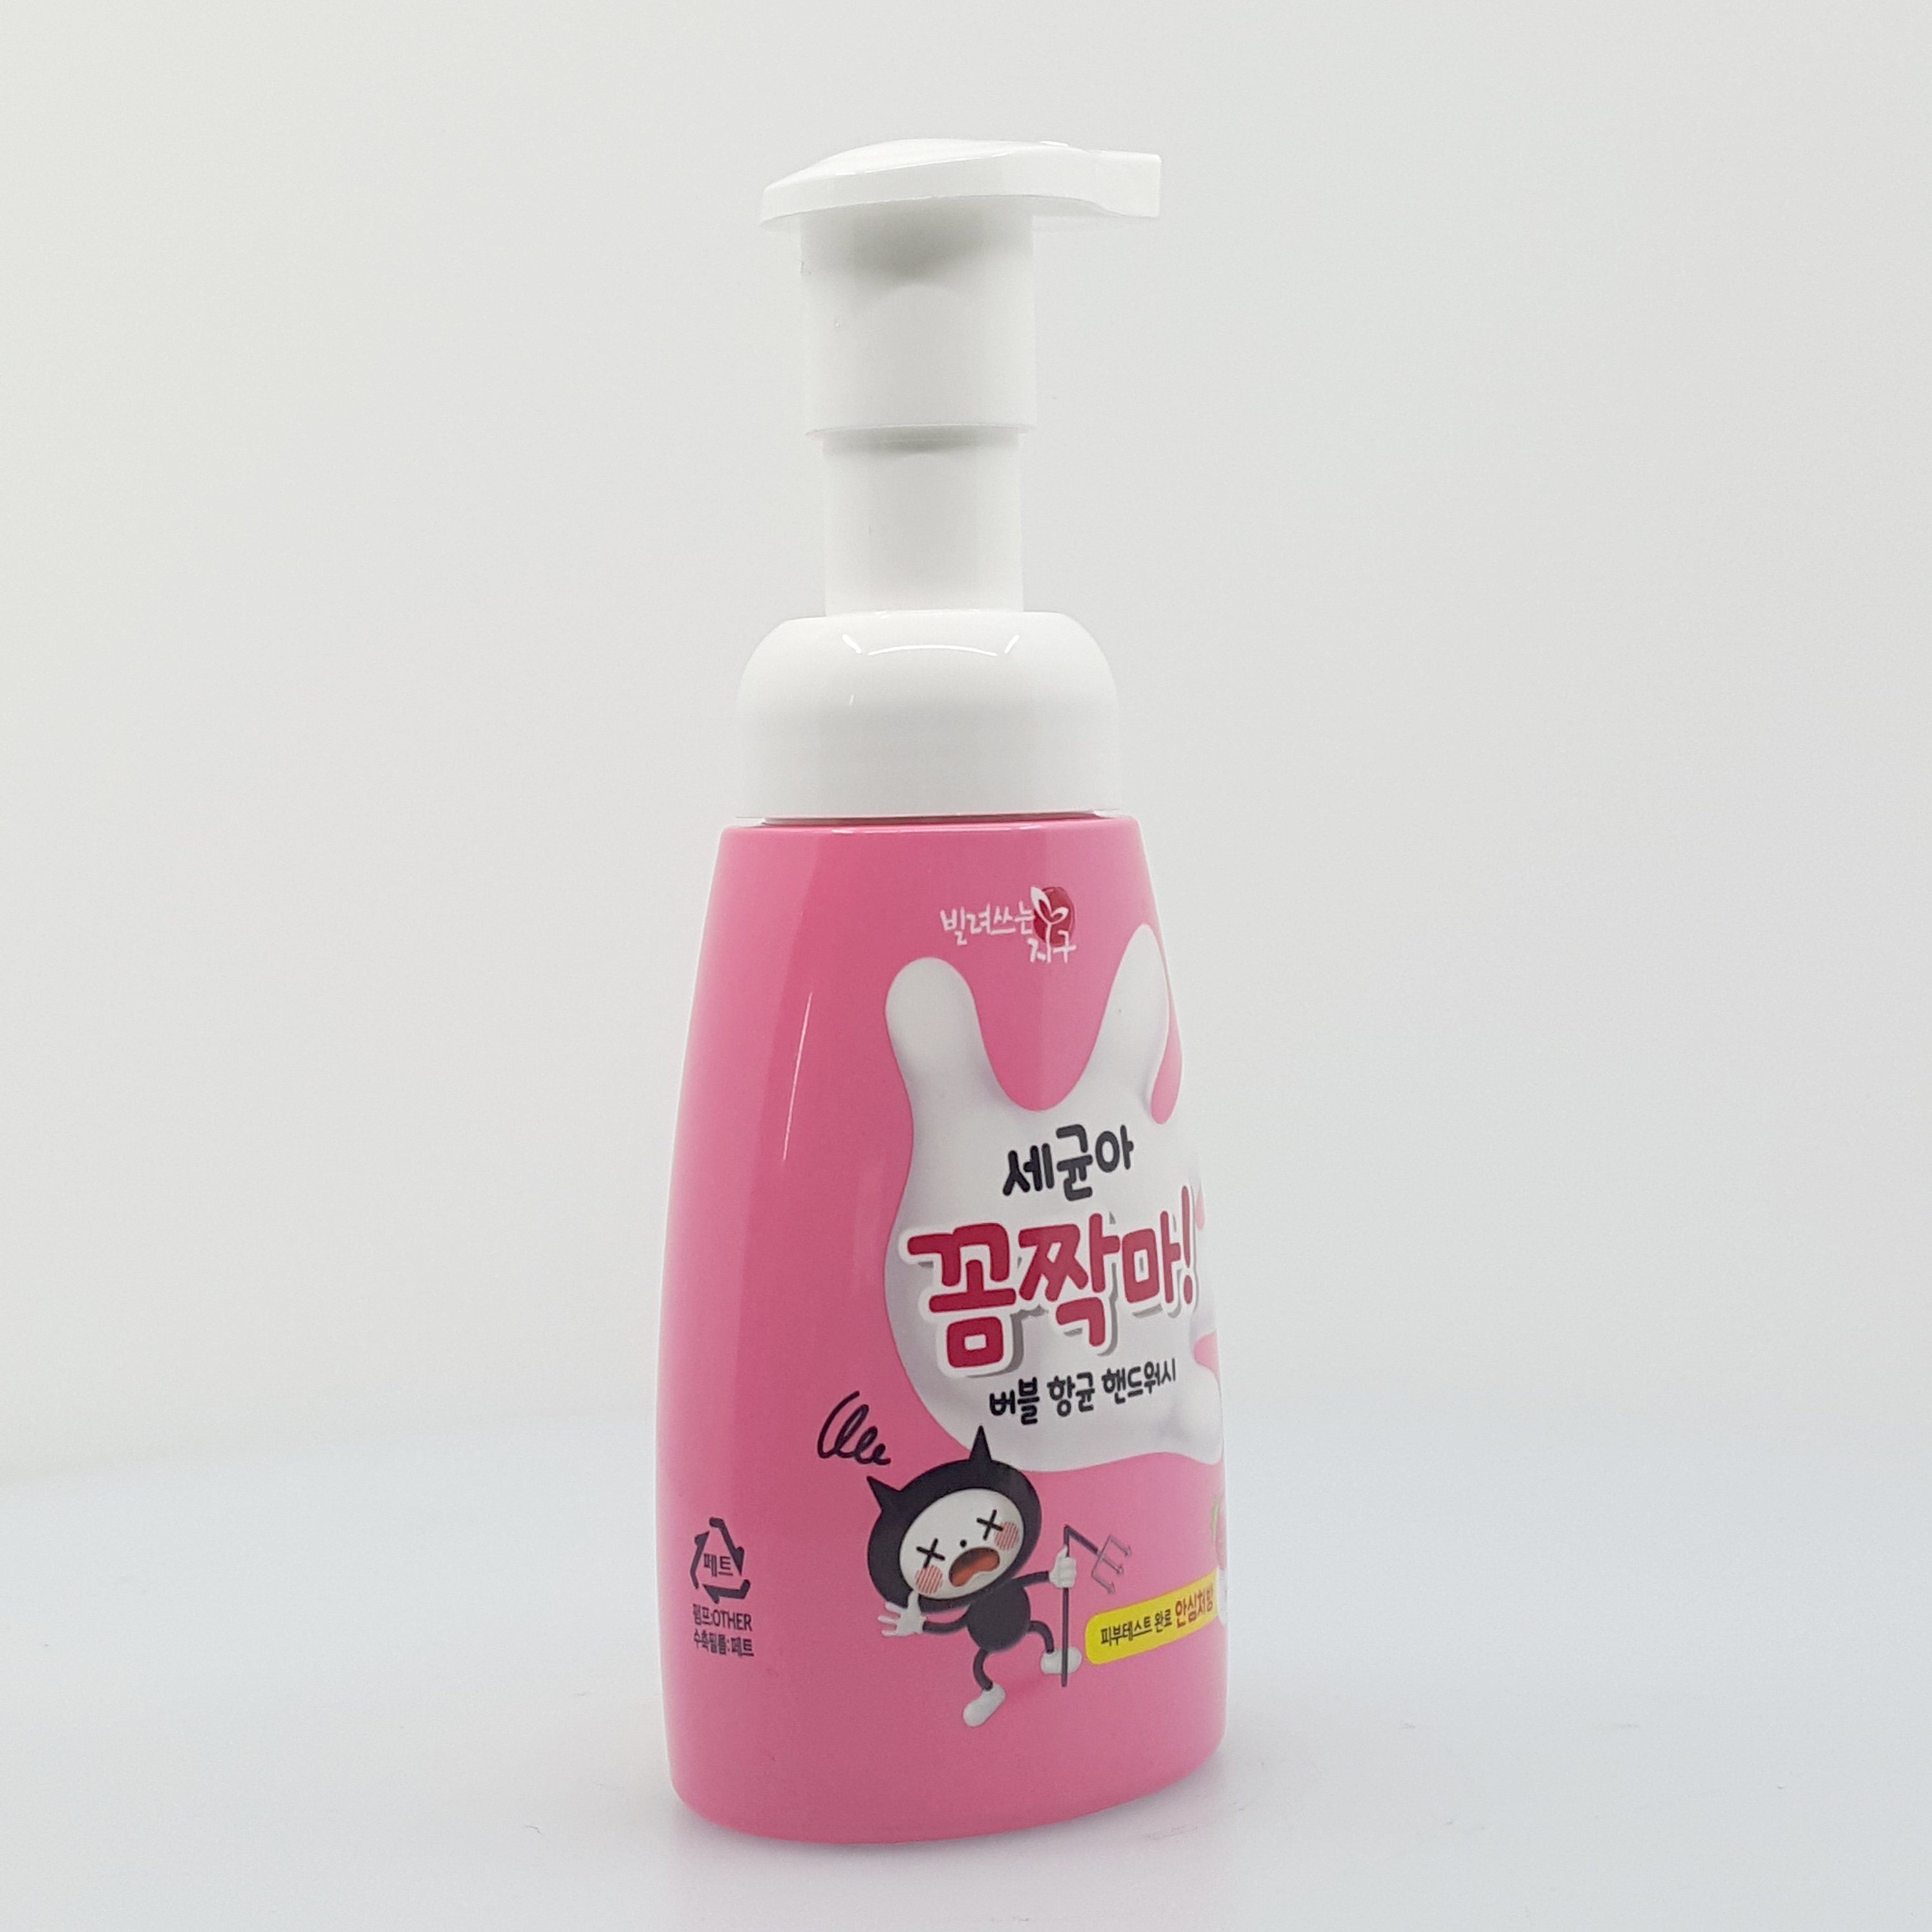 빌려쓰는
지구
세균아
꼼짝마!
버블 항균 핸드워시
피부테스트 완료 안심처방
페트
펌프:OTHER
수축필름:페트